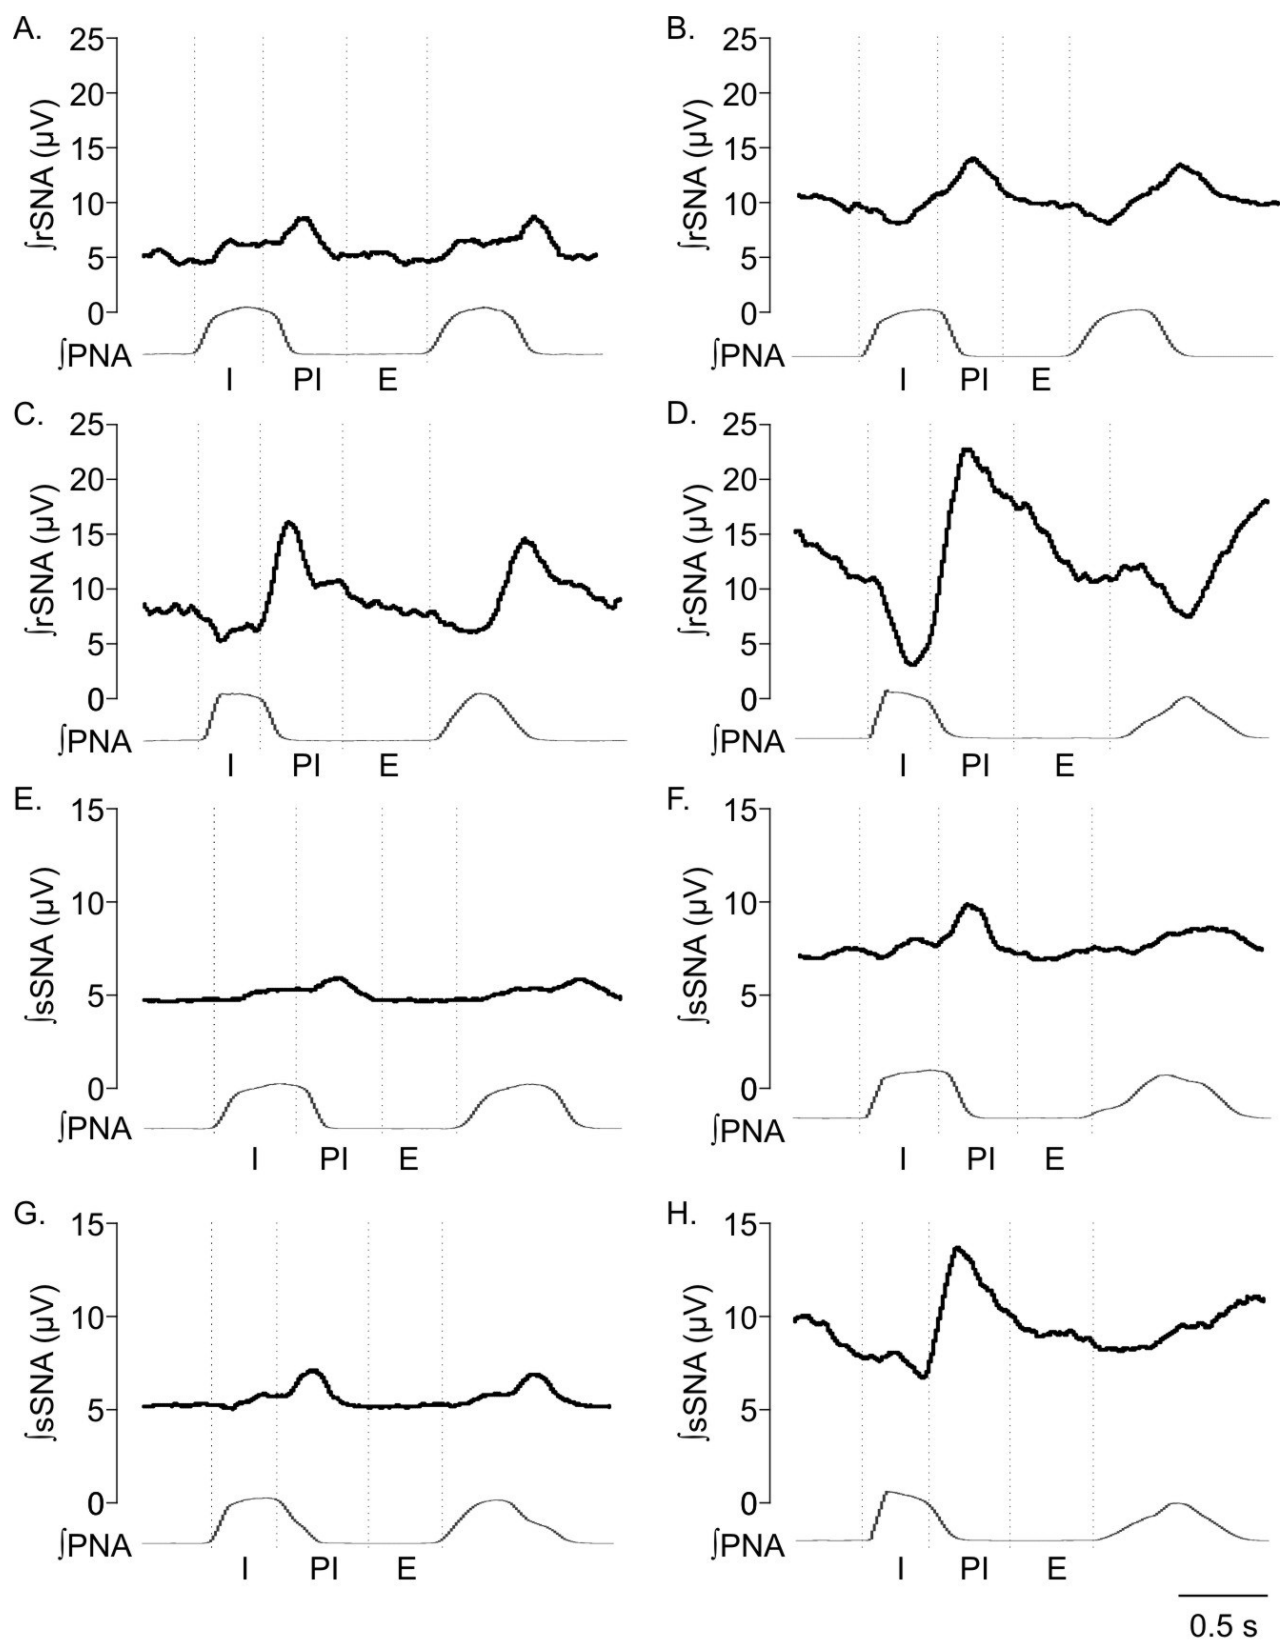 A.
B.
25
20
15
10
5
0
∫rSNA (µV)
∫PNA
I PI E
25
20
15
10
5
0
∫rSNA (µV)
∫PNA
I PI E
C.
D.
25
20
15
10
5
0
∫rSNA (µV)
∫PNA
I PI E
25
20
15
10
5
0
∫rSNA (µV)
∫PNA
I PI E
E.
F.
15
10
5
0
∫sSNA (µV)
∫PNA
I PI E
15
10
5
0
∫sSNA (µV)
∫PNA
I PI E
G.
H.
15
10
5
0
∫sSNA (µV)
∫PNA
I PI E
15
10
5
0
∫sSNA (µV)
∫PNA
I PI E
0.5 s